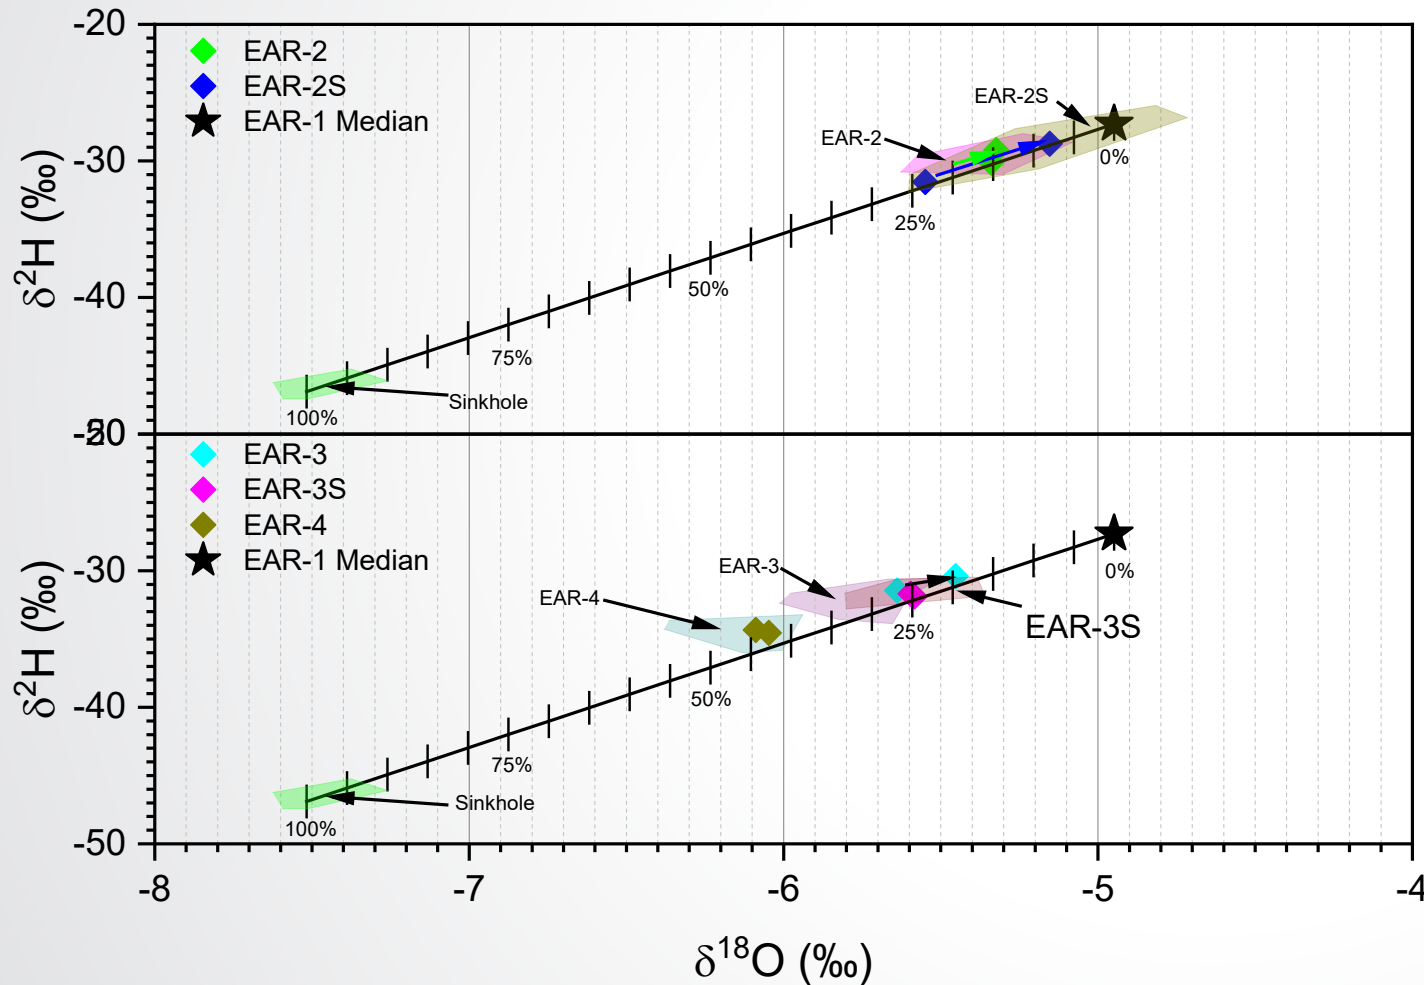 -20
EAR-2
EAR-2S
EAR-1 Median
EAR-2S
EAR-2
0%
-30
25%
δ²H (‰)
50%
-40
75%
Sinkhole
100%
-20
EAR-3
EAR-3S
EAR-4
EAR-1 Median
EAR-3
0%
-30
EAR-4
25%
EAR-3S
δ²H (‰)
50%
-40
75%
Sinkhole
100%
-50
-8 -7 -6 -5 -4
δ¹⁸O (‰)